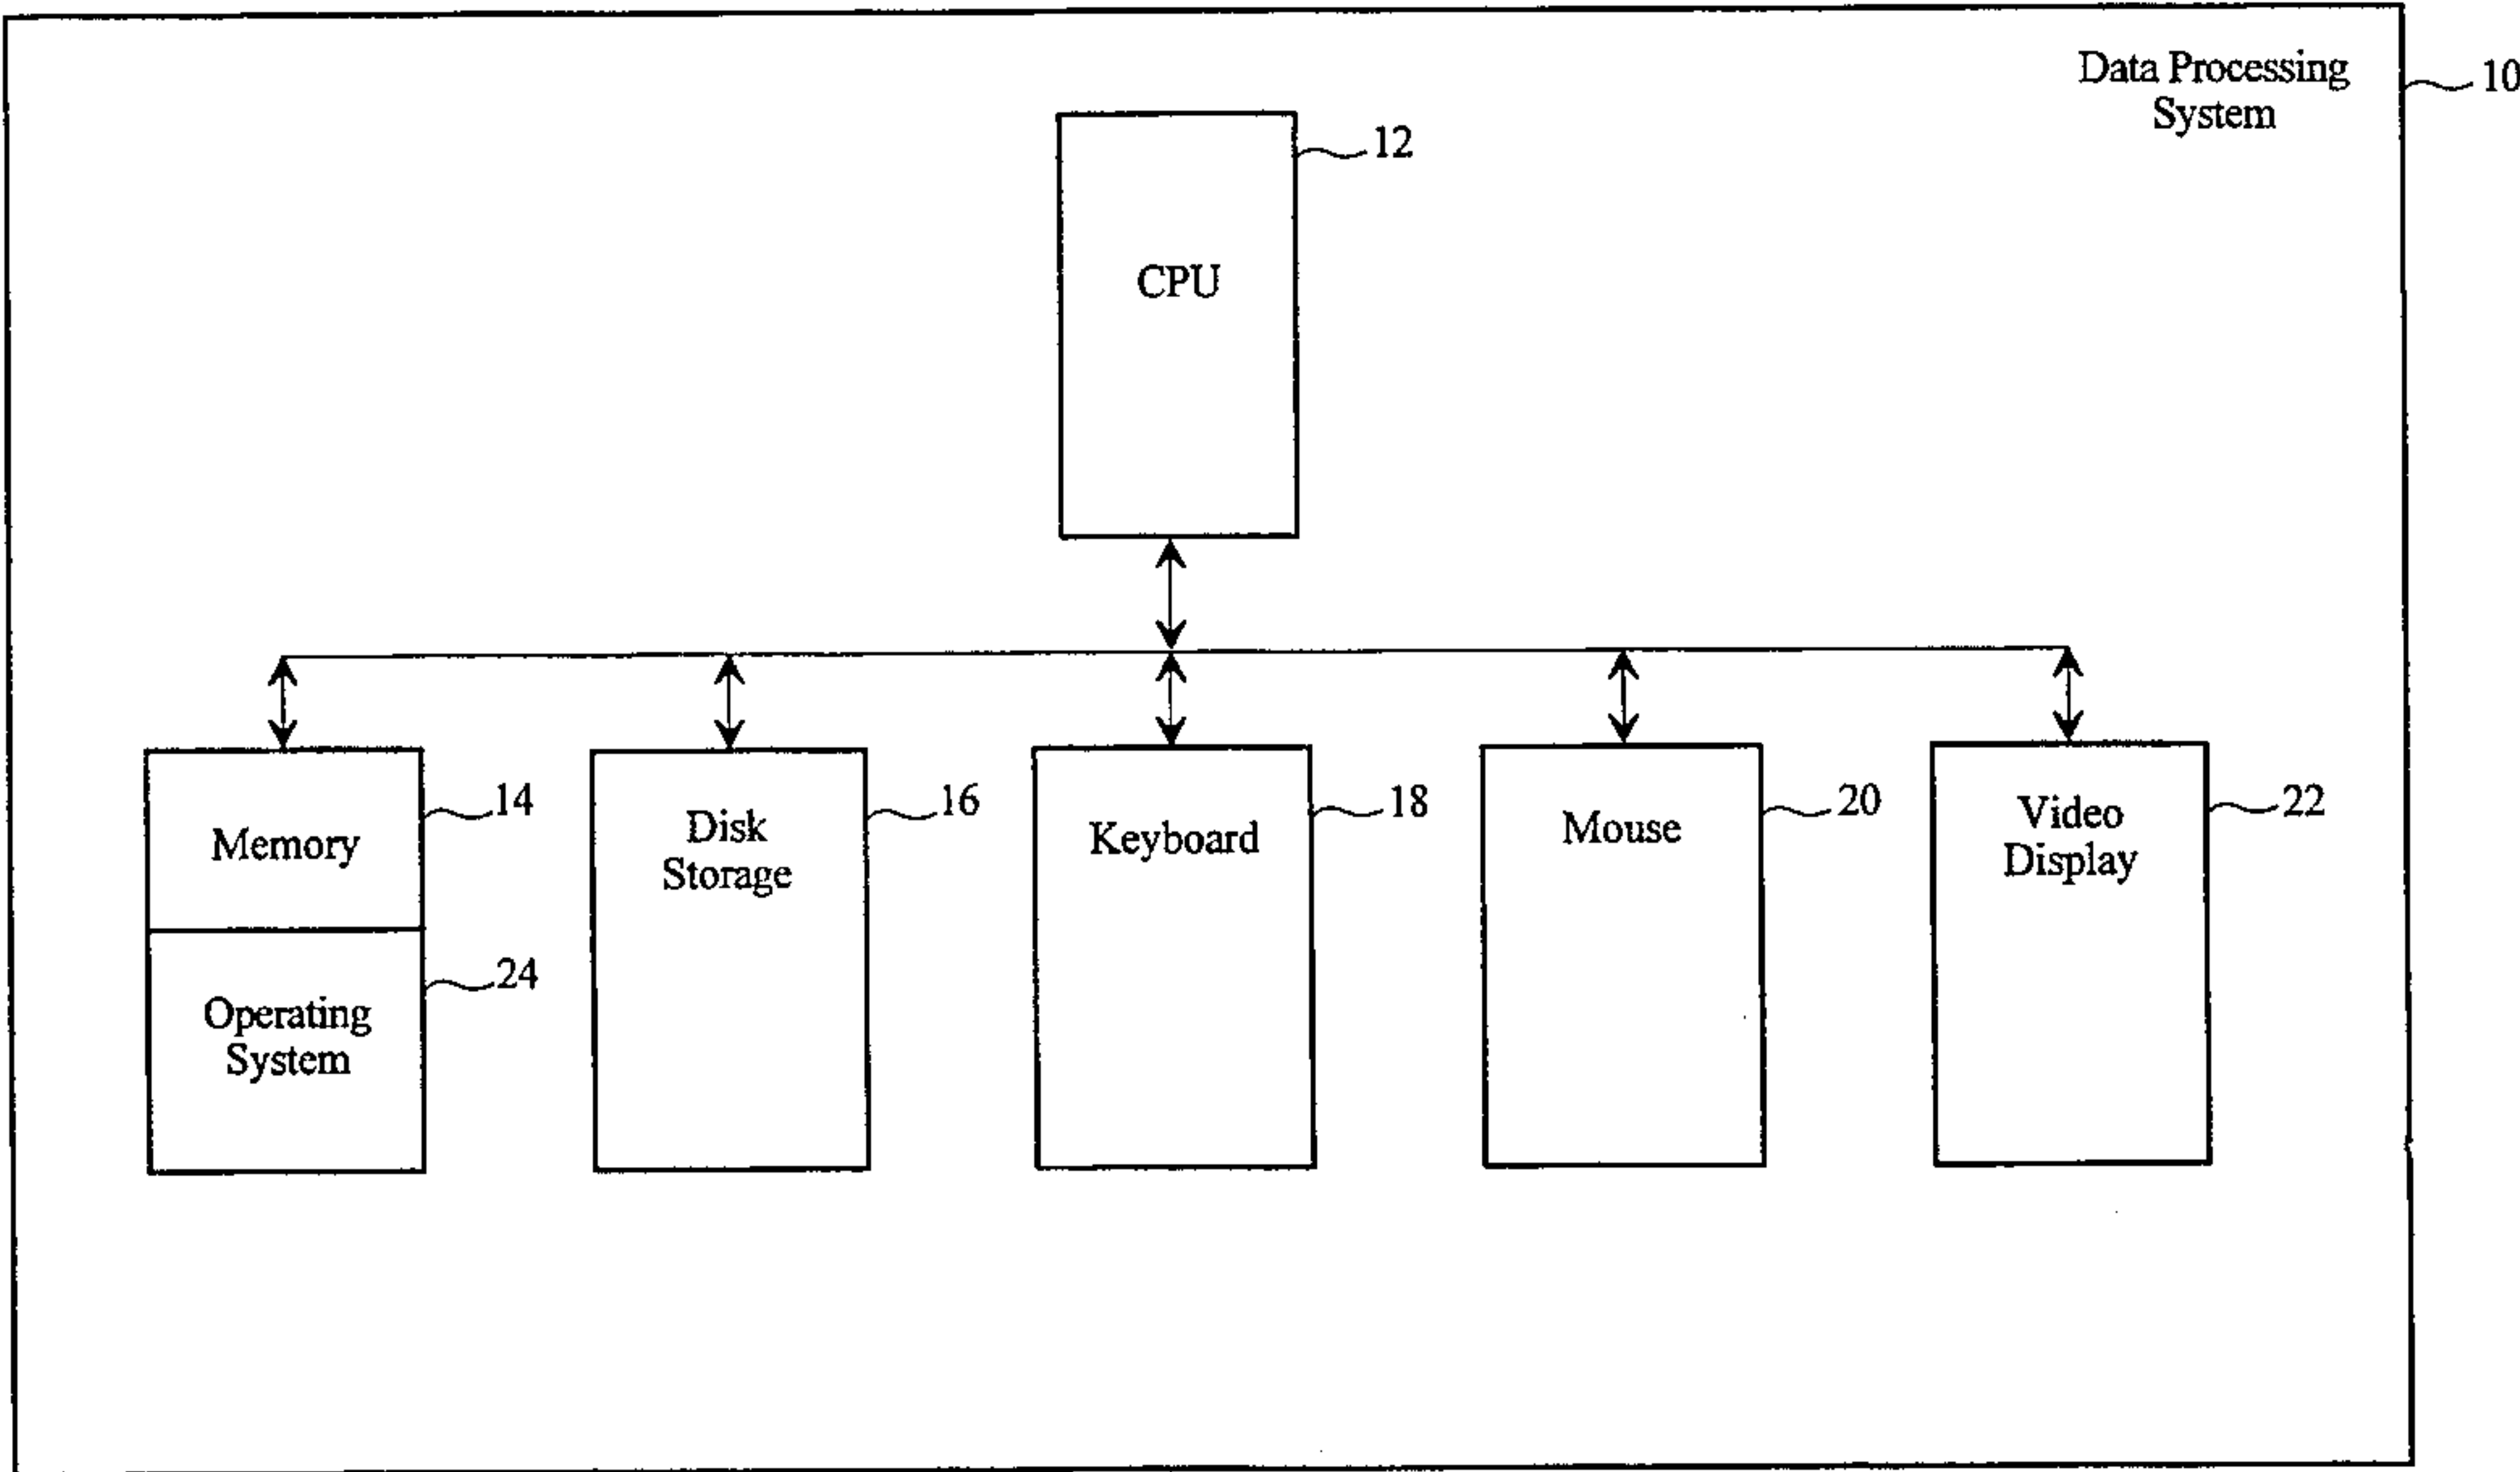 Data Processing
System
10
12
CPU
14
Memory
24
Operating
System
16
Disk
Storage
18
Keyboard
20
Mouse
22
Video
Display